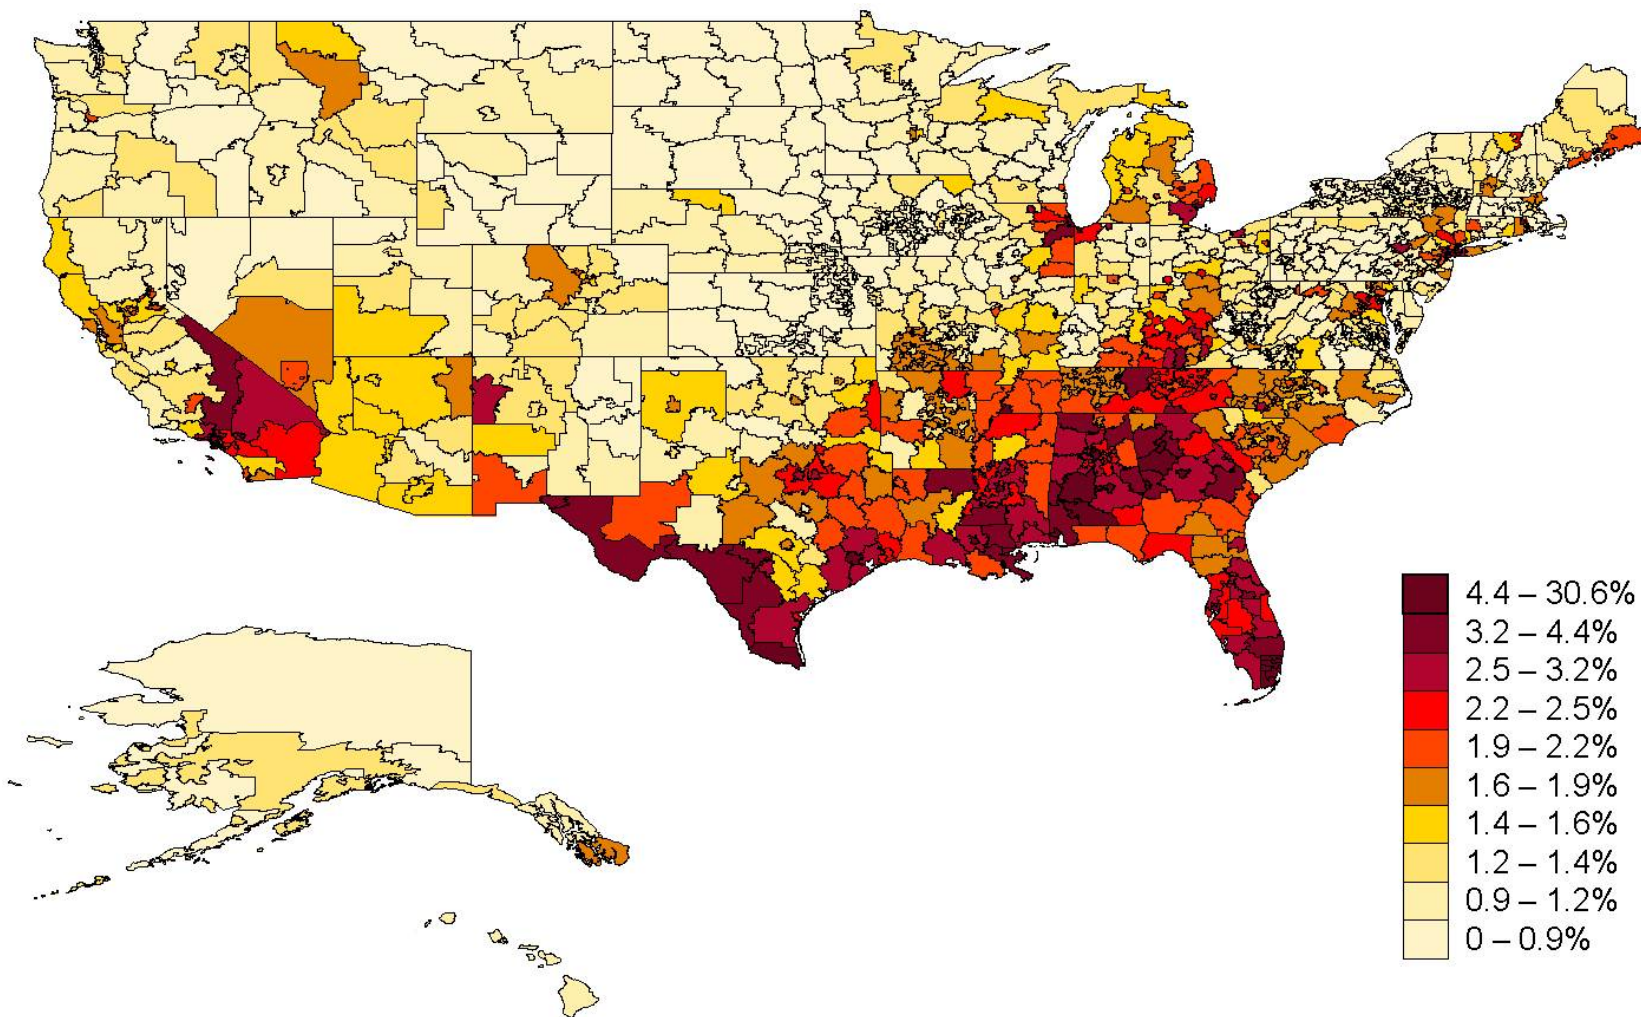 4.4 – 30.6%
3.2 – 4.4%
2.5 – 3.2%
2.2 – 2.5%
1.9 – 2.2%
1.6 – 1.9%
1.4 – 1.6%
1.2 – 1.4%
0.9 – 1.2%
0 – 0.9%